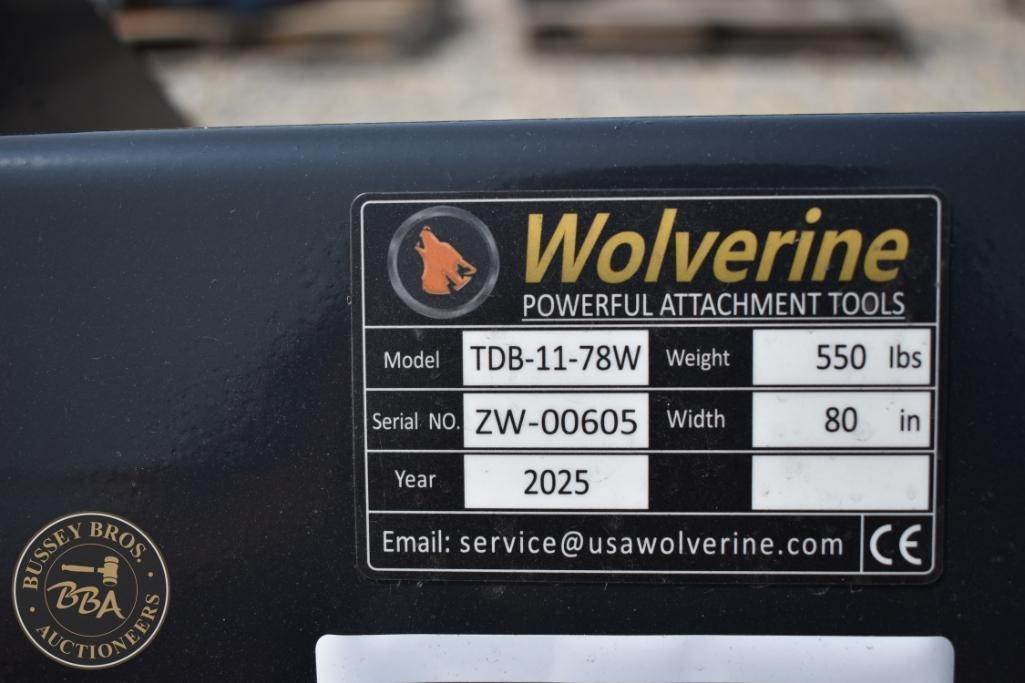 Wolverine
POWERFUL ATTACHMENT TOOLS
Model TDB-11-78W Weight 550 lbs
Serial NO. ZW-00605 Width 80 in
Year 2025
Email: service@usawolverine.com CE
BUSSEY BROS.
BBA
AUCTIONEERS